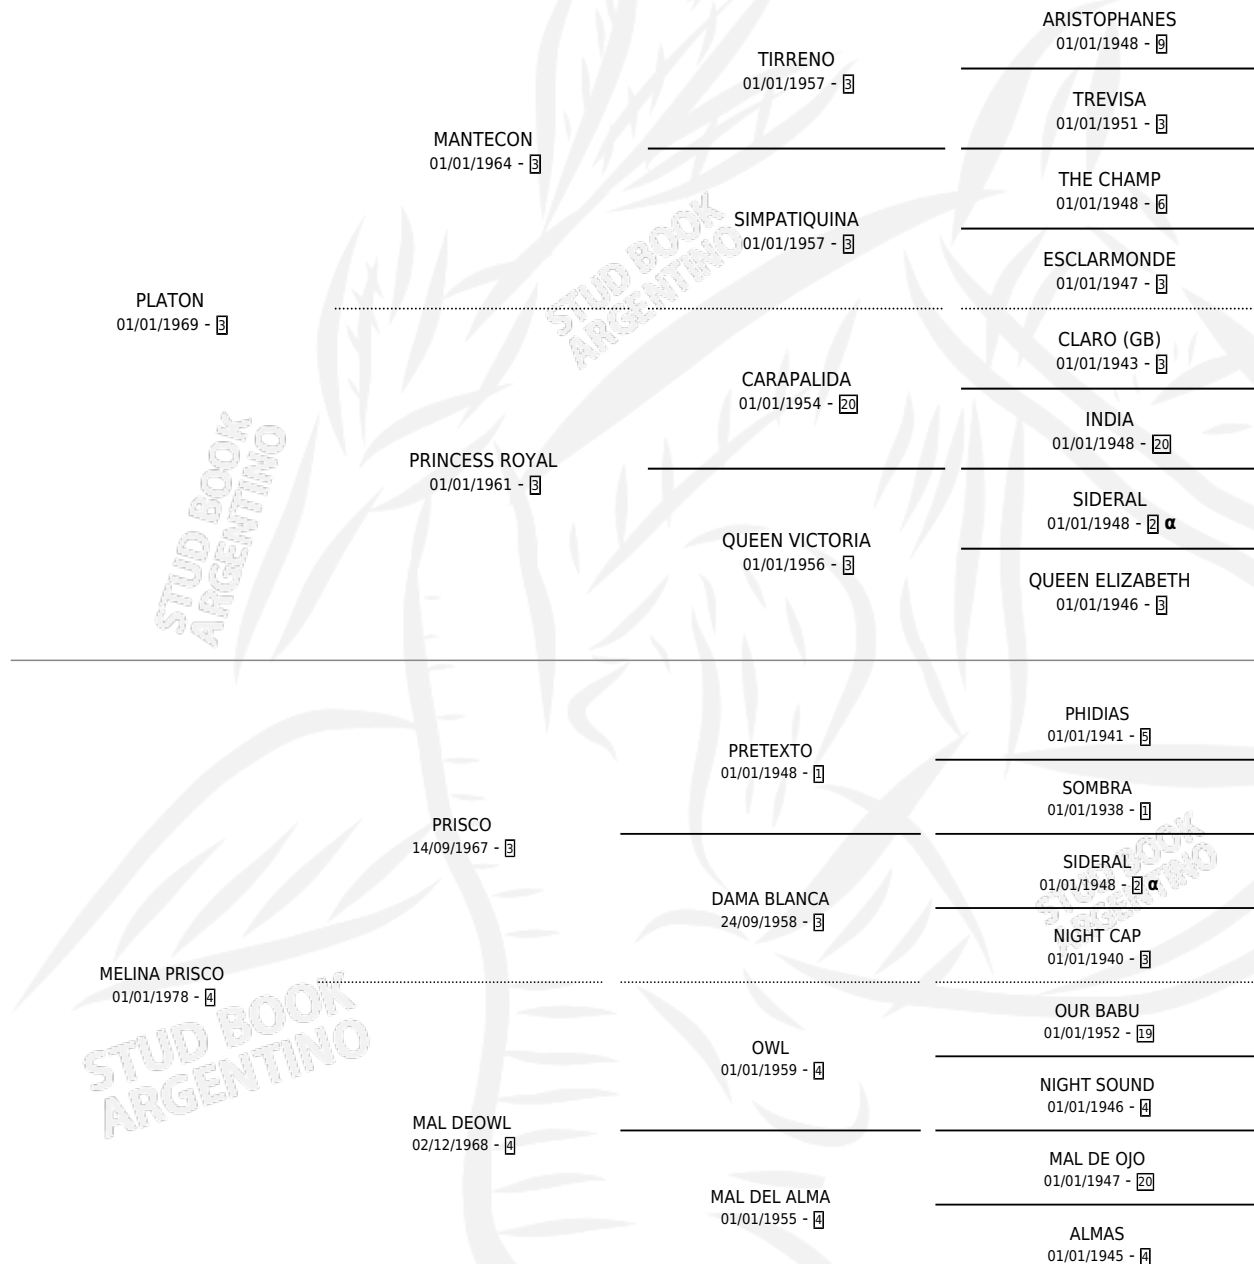 ARISTOPHANES
01/01/1948 - 9
TIRRENO
01/01/1957 - 3
TREVISA
01/01/1951 - 3
MANTECON
01/01/1964 - 3
THE CHAMP
01/01/1948 - 6
SIMPATIQUINA
01/01/1957 - 3
ESCLARMONDE
01/01/1947 - 3
PLATON
01/01/1969 - 3
STUD BOOK
ARGENTINO
CLARO (GB)
01/01/1943 - 3
CARAPALIDA
01/01/1954 - 20
INDIA
01/01/1948 - 20
PRINCESS ROYAL
01/01/1961 - 3
SIDERAL
01/01/1948 - 2 α
QUEEN VICTORIA
01/01/1956 - 3
QUEEN ELIZABETH
01/01/1946 - 3
STUD BOOK
ARGENTINO
PHIDIAS
01/01/1941 - 5
PRETEXTO
01/01/1948 - 1
SOMBRA
01/01/1938 - 1
PRISCO
14/09/1967 - 3
SIDERAL
01/01/1948 - 2 α
DAMA BLANCA
24/09/1958 - 3
NIGHT CAP
01/01/1940 - 3
STUD BOOK
ARGENTINO
MELINA PRISCO
01/01/1978 - 4
STUD BOOK
ARGENTINO
OUR BABU
01/01/1952 - 19
OWL
01/01/1959 - 4
NIGHT SOUND
01/01/1946 - 4
MAL DEOWL
02/12/1968 - 4
MAL DE OJO
01/01/1947 - 20
MAL DEL ALMA
01/01/1955 - 4
ALMAS
01/01/1945 - 4